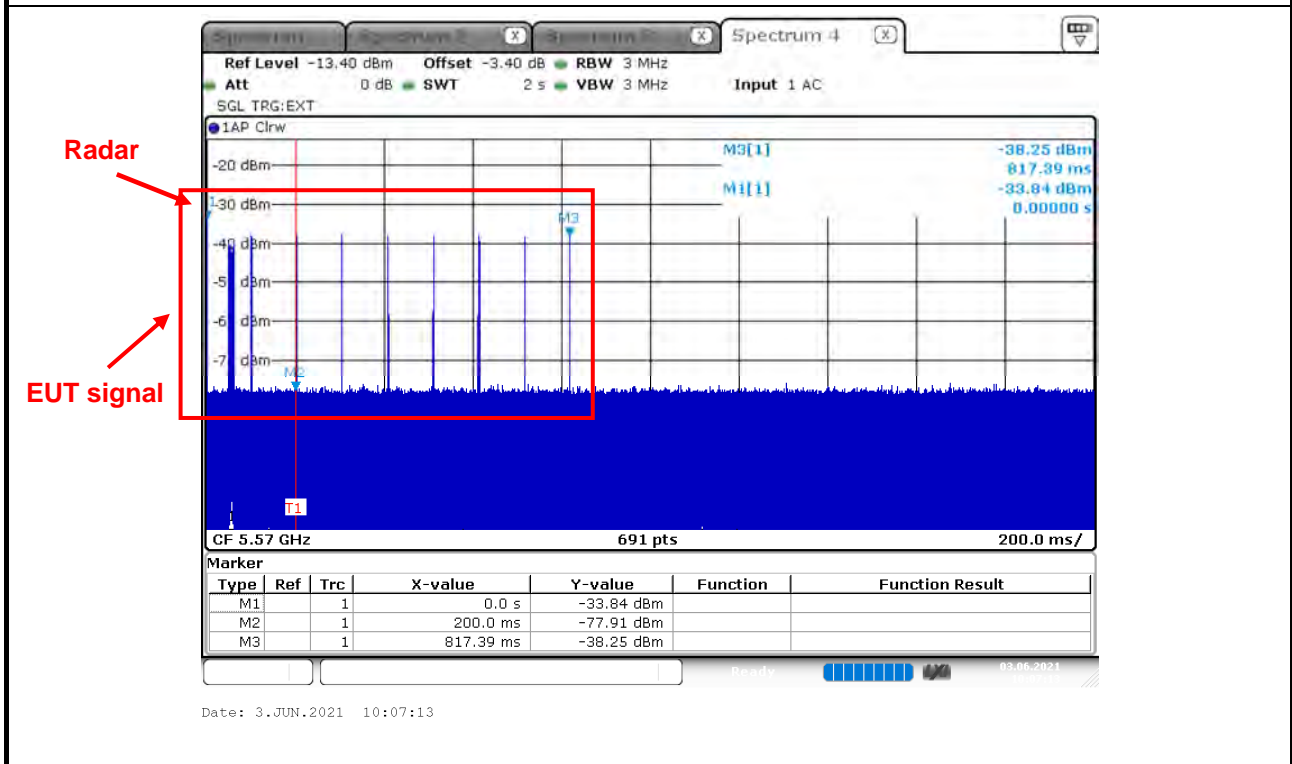 Spectrum 4
Ref Level -13.40 dBm Offset -3.40 dB RBW 3 MHz
Att 0 dB SWT 2 s VBW 3 MHz Input 1 AC
SGL TRG:EXT
1AP Clrw
Radar
EUT signal
M3[1] -38.25 dBm
817.39 ms
M1[1] -33.84 dBm
0.00000 s
-20 dBm
-30 dBm
M3
M2
T1
CF 5.57 GHz 691 pts 200.0 ms/
Marker
Type Ref Trc X-value Y-value Function Function Result
M1 1 0.0 s -33.84 dBm
M2 1 200.0 ms -77.91 dBm
M3 1 817.39 ms -38.25 dBm
Ready 03.06.2021
Date: 3.JUN.2021 10:07:13